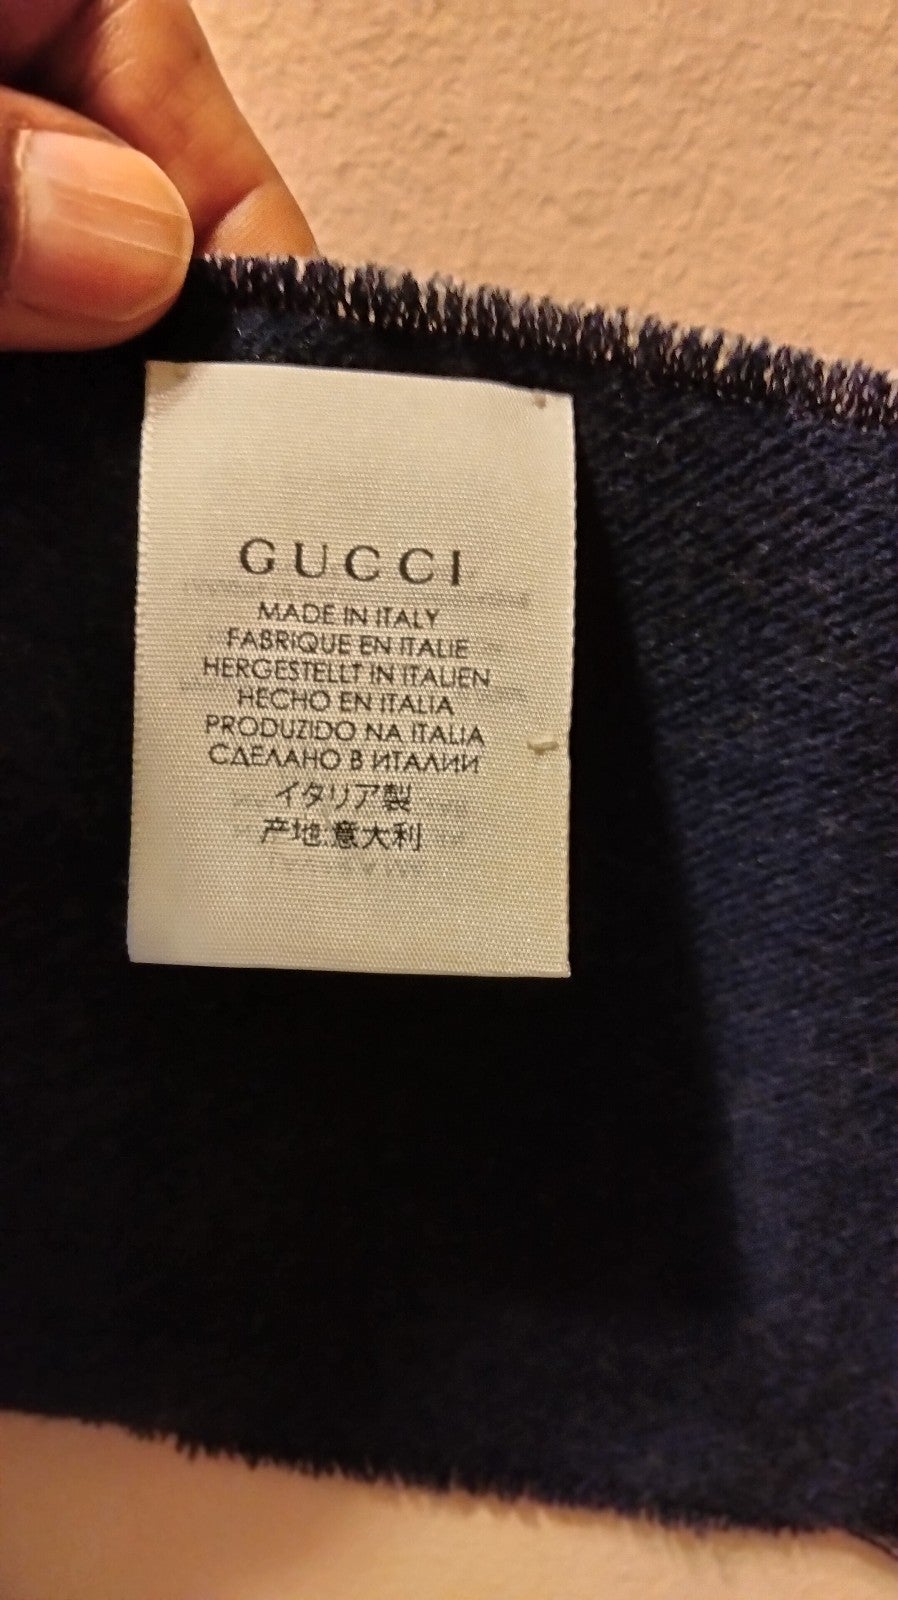 GUCCI
MADE IN ITALY
FABRIQUE EN ITALIE
HERGESTELLT IN ITALIEN
HECHO EN ITALIA
PRODUZIDO NA ITALIA
СДЕЛАНО В ИТАЛИИ
イタリア製
产地:意大利